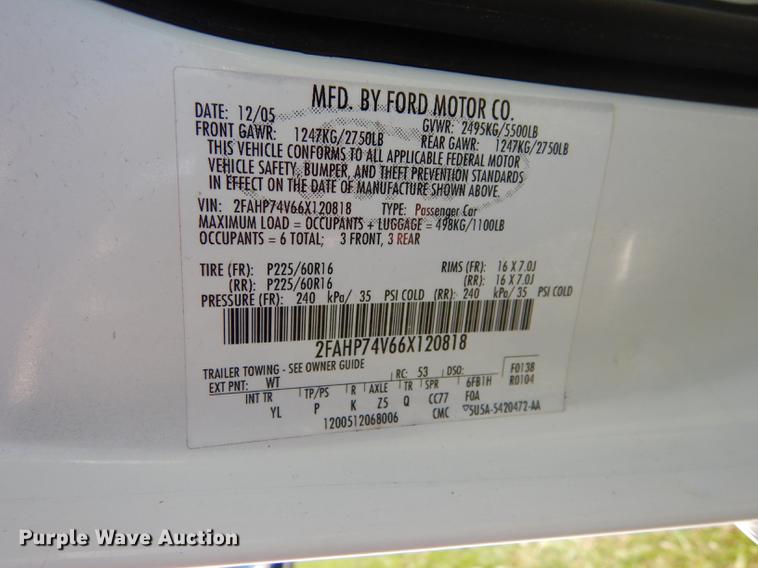 MFD. BY FORD MOTOR CO.
DATE: 12/05 GVWR: 2495KG/5500LB
FRONT GAWR: 1247KG/2750LB REAR GAWR: 1247KG/2750LB
THIS VEHICLE CONFORMS TO ALL APPLICABLE FEDERAL MOTOR
VEHICLE SAFETY, BUMPER, AND THEFT PREVENTION STANDARDS
IN EFFECT ON THE DATE OF MANUFACTURE SHOWN ABOVE.
VIN: 2FAHP74V66X120818 TYPE: Passenger Car
MAXIMUM LOAD = OCCUPANTS + LUGGAGE = 498KG/1100LB
OCCUPANTS = 6 TOTAL; 3 FRONT, 3 REAR
TIRE (FR): P225/60R16 RIMS (FR): 16 X 7.0J
(RR): P225/60R16 (RR): 16 X 7.0J
PRESSURE (FR): 240 kPa/ 35 PSI COLD (RR): 240 kPa/ 35 PSI COLD
2FAHP74V66X120818
TRAILER TOWING - SEE OWNER GUIDE
EXT PNT: WT RC: 53 DSO: 6FB1H F0138
R0104
INT TR TP/PS R AXLE TR SPR F0A
YL P K Z5 Q CC77
1200512068006 CMC 5U5A-5420472-AA
Purple Wave Auction